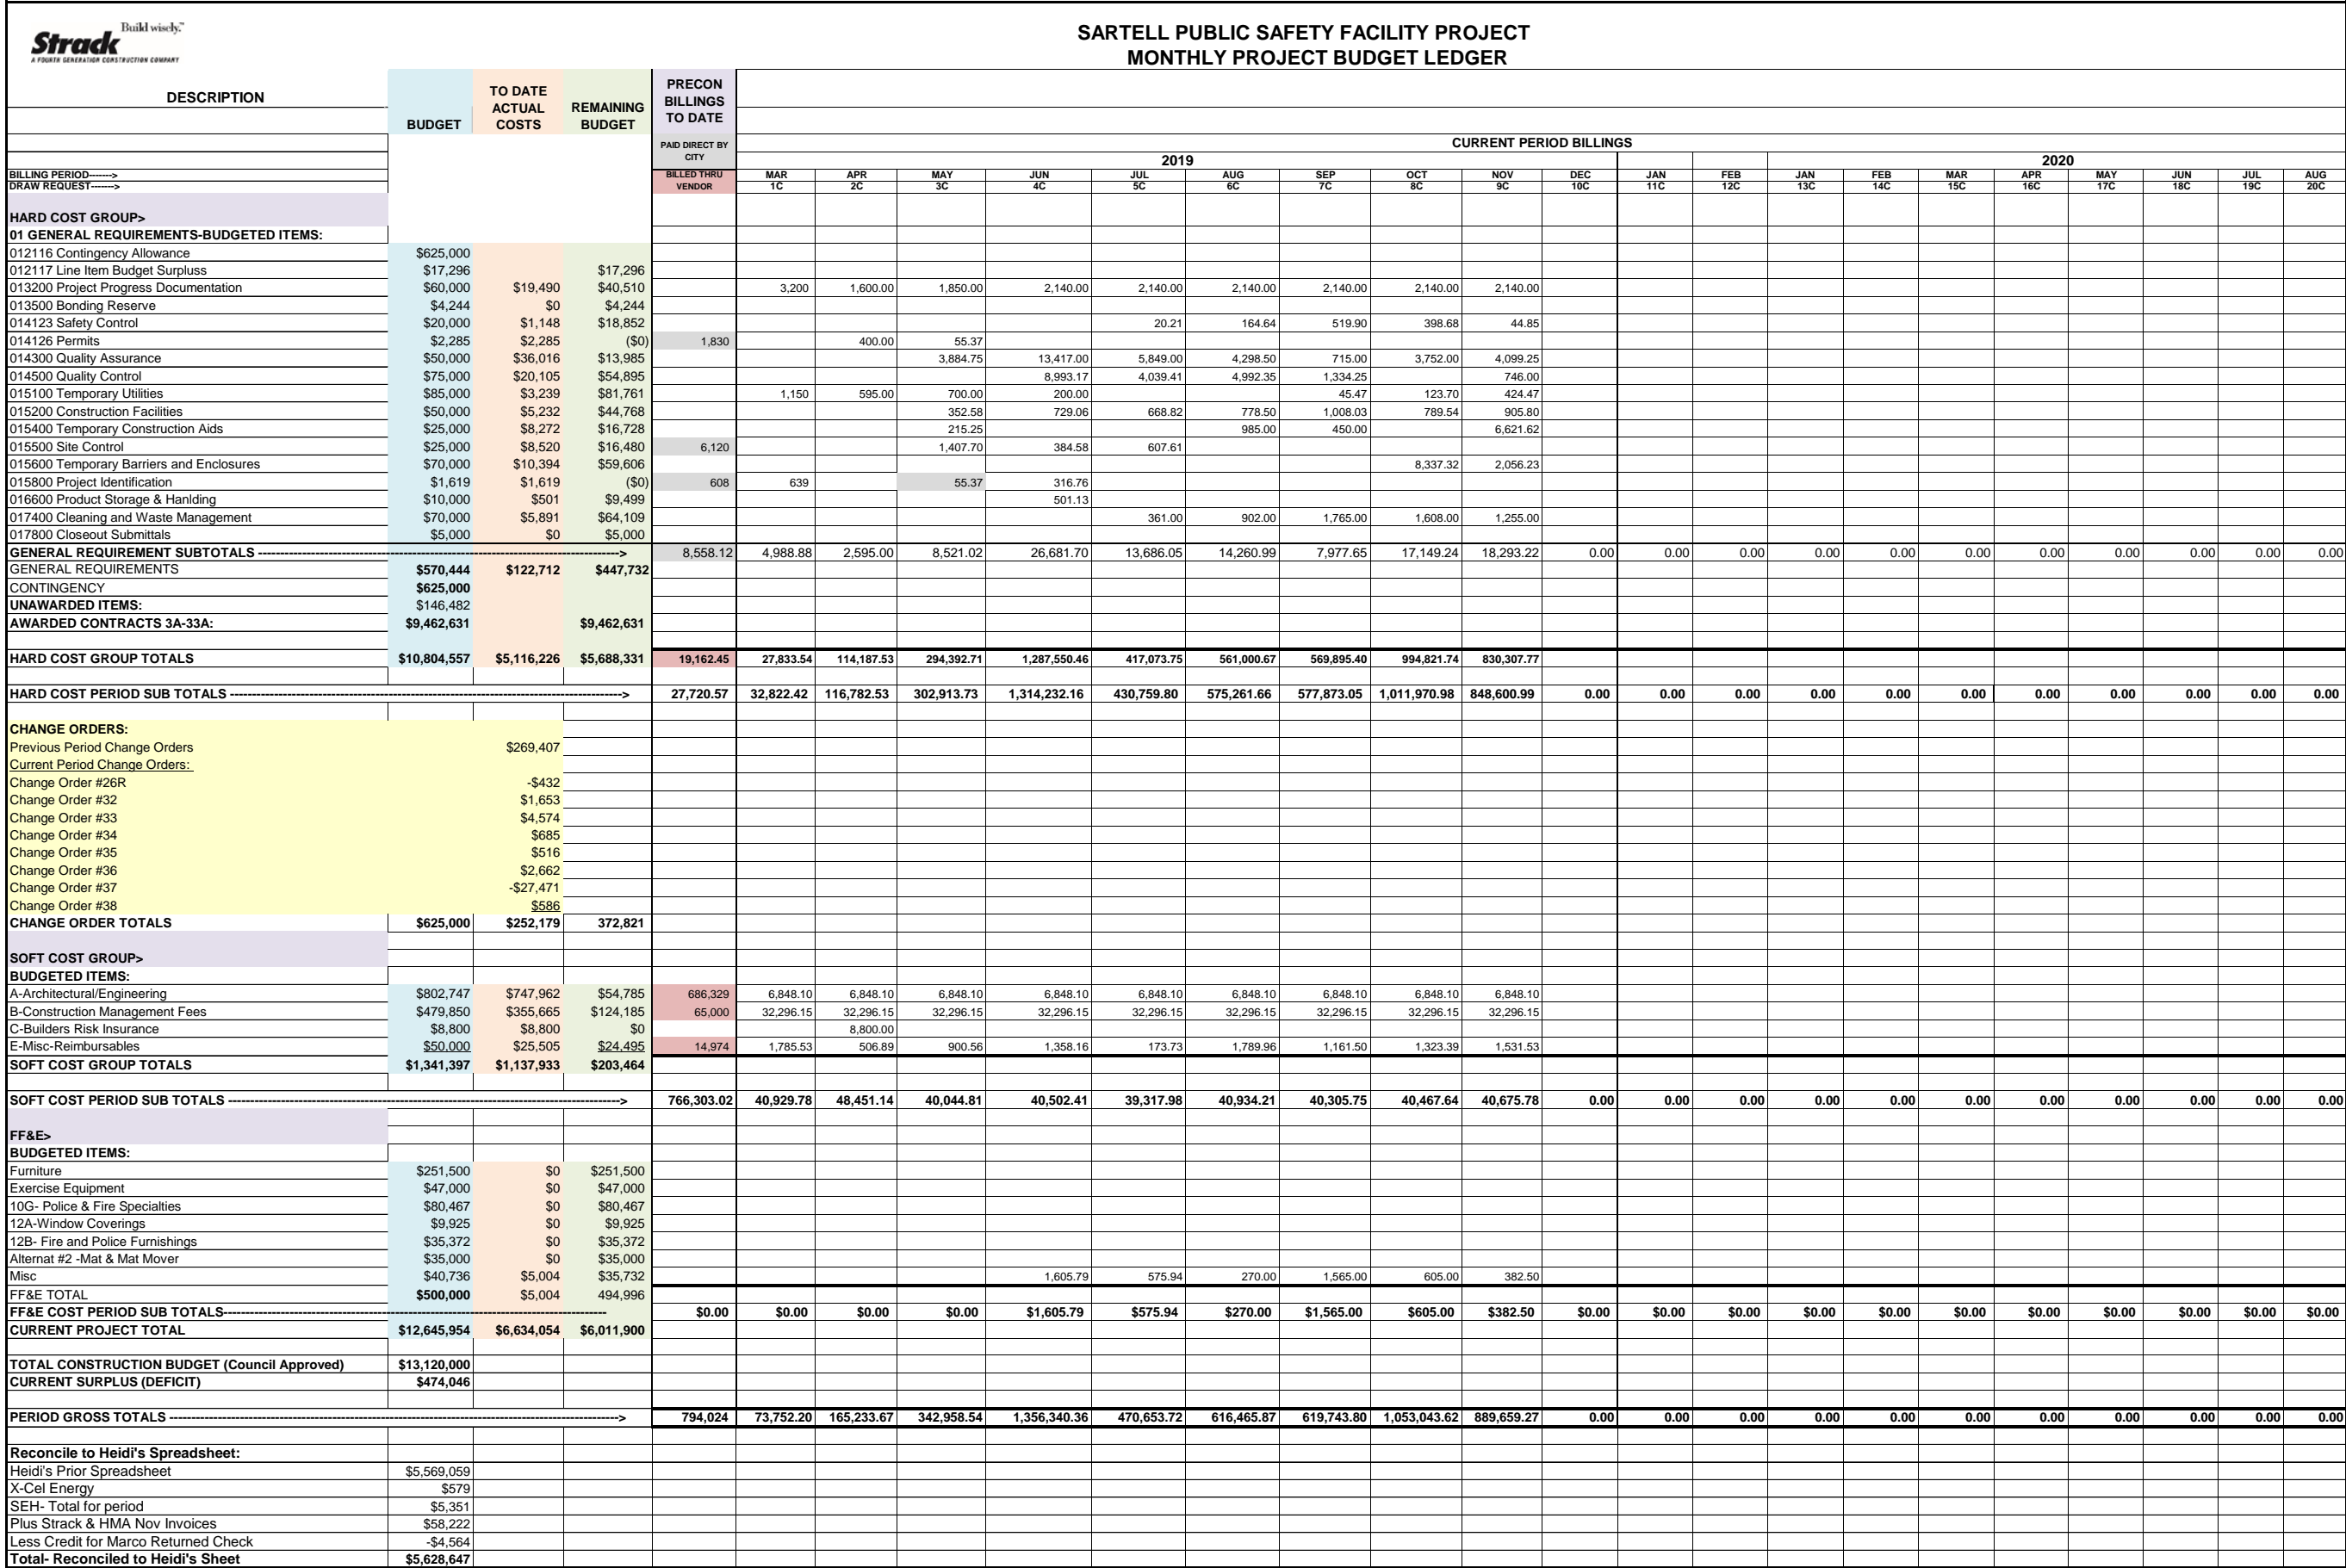 Build wisely.™
Strack
A FOURTH GENERATION CONSTRUCTION COMPANY
SARTELL PUBLIC SAFETY FACILITY PROJECT
MONTHLY PROJECT BUDGET LEDGER
DESCRIPTION BUDGET TO DATE ACTUAL COSTS REMAINING BUDGET PRECON BILLINGS TO DATE
PAID DIRECT BY CITY CURRENT PERIOD BILLINGS
2019 2020
BILLING PERIOD-------> BILLED THRU MAR APR MAY JUN JUL AUG SEP OCT NOV DEC JAN FEB JAN FEB MAR APR MAY JUN JUL AUG
DRAW REQUEST-------> VENDOR 1C 2C 3C 4C 5C 6C 7C 8C 9C 10C 11C 12C 13C 14C 15C 16C 17C 18C 19C 20C
HARD COST GROUP>
01 GENERAL REQUIREMENTS-BUDGETED ITEMS:
012116 Contingency Allowance $625,000
012117 Line Item Budget Surpluss $17,296 $17,296
013200 Project Progress Documentation $60,000 $19,490 $40,510 3,200 1,600.00 1,850.00 2,140.00 2,140.00 2,140.00 2,140.00 2,140.00 2,140.00
013500 Bonding Reserve $4,244 $0 $4,244
014123 Safety Control $20,000 $1,148 $18,852 20.21 164.64 519.90 398.68 44.85
014126 Permits $2,285 $2,285 ($0) 1,830 400.00 55.37
014300 Quality Assurance $50,000 $36,016 $13,985 3,884.75 13,417.00 5,849.00 4,298.50 715.00 3,752.00 4,099.25
014500 Quality Control $75,000 $20,105 $54,895 8,993.17 4,039.41 4,992.35 1,334.25 746.00
015100 Temporary Utilities $85,000 $3,239 $81,761 1,150 595.00 700.00 200.00 45.47 123.70 424.47
015200 Construction Facilities $50,000 $5,232 $44,768 352.58 729.06 668.82 778.50 1,008.03 789.54 905.80
015400 Temporary Construction Aids $25,000 $8,272 $16,728 215.25 985.00 450.00 6,621.62
015500 Site Control $25,000 $8,520 $16,480 6,120 1,407.70 384.58 607.61
015600 Temporary Barriers and Enclosures $70,000 $10,394 $59,606 8,337.32 2,056.23
015800 Project Identification $1,619 $1,619 ($0) 608 639 55.37 316.76
016600 Product Storage & Hanlding $10,000 $501 $9,499 501.13
017400 Cleaning and Waste Management $70,000 $5,891 $64,109 361.00 902.00 1,765.00 1,608.00 1,255.00
017800 Closeout Submittals $5,000 $0 $5,000
GENERAL REQUIREMENT SUBTOTALS -----> 8,558.12 4,988.88 2,595.00 8,521.02 26,681.70 13,686.05 14,260.99 7,977.65 17,149.24 18,293.22 0.00 0.00 0.00 0.00 0.00 0.00 0.00 0.00 0.00 0.00 0.00
GENERAL REQUIREMENTS $570,444 $122,712 $447,732
CONTINGENCY $625,000
UNAWARDED ITEMS: $146,482
AWARDED CONTRACTS 3A-33A: $9,462,631 $9,462,631
HARD COST GROUP TOTALS $10,804,557 $5,116,226 $5,688,331 19,162.45 27,833.54 114,187.53 294,392.71 1,287,550.46 417,073.75 561,000.67 569,895.40 994,821.74 830,307.77
HARD COST PERIOD SUB TOTALS -----> 27,720.57 32,822.42 116,782.53 302,913.73 1,314,232.16 430,759.80 575,261.66 577,873.05 1,011,970.98 848,600.99 0.00 0.00 0.00 0.00 0.00 0.00 0.00 0.00 0.00 0.00 0.00
CHANGE ORDERS:
Previous Period Change Orders $269,407
Current Period Change Orders:
Change Order #26R -$432
Change Order #32 $1,653
Change Order #33 $4,574
Change Order #34 $685
Change Order #35 $516
Change Order #36 $2,662
Change Order #37 -$27,471
Change Order #38 $586
CHANGE ORDER TOTALS $625,000 $252,179 372,821
SOFT COST GROUP>
BUDGETED ITEMS:
A-Architectural/Engineering $802,747 $747,962 $54,785 686,329 6,848.10 6,848.10 6,848.10 6,848.10 6,848.10 6,848.10 6,848.10 6,848.10 6,848.10
B-Construction Management Fees $479,850 $355,665 $124,185 65,000 32,296.15 32,296.15 32,296.15 32,296.15 32,296.15 32,296.15 32,296.15 32,296.15 32,296.15
C-Builders Risk Insurance $8,800 $8,800 $0 8,800.00
E-Misc-Reimbursables $50,000 $25,505 $24,495 14,974 1,785.53 506.89 900.56 1,358.16 173.73 1,789.96 1,161.50 1,323.39 1,531.53
SOFT COST GROUP TOTALS $1,341,397 $1,137,933 $203,464
SOFT COST PERIOD SUB TOTALS -----> 766,303.02 40,929.78 48,451.14 40,044.81 40,502.41 39,317.98 40,934.21 40,305.75 40,467.64 40,675.78 0.00 0.00 0.00 0.00 0.00 0.00 0.00 0.00 0.00 0.00 0.00
FF&E>
BUDGETED ITEMS:
Furniture $251,500 $0 $251,500
Exercise Equipment $47,000 $0 $47,000
10G- Police & Fire Specialties $80,467 $0 $80,467
12A-Window Coverings $9,925 $0 $9,925
12B- Fire and Police Furnishings $35,372 $0 $35,372
Alternat #2 -Mat & Mat Mover $35,000 $0 $35,000
Misc $40,736 $5,004 $35,732 1,605.79 575.94 270.00 1,565.00 605.00 382.50
FF&E TOTAL $500,000 $5,004 494,996
FF&E COST PERIOD SUB TOTALS----- $0.00 $0.00 $0.00 $0.00 $1,605.79 $575.94 $270.00 $1,565.00 $605.00 $382.50 $0.00 $0.00 $0.00 $0.00 $0.00 $0.00 $0.00 $0.00 $0.00 $0.00 $0.00
CURRENT PROJECT TOTAL $12,645,954 $6,634,054 $6,011,900
TOTAL CONSTRUCTION BUDGET (Council Approved) $13,120,000
CURRENT SURPLUS (DEFICIT) $474,046
PERIOD GROSS TOTALS -----> 794,024 73,752.20 165,233.67 342,958.54 1,356,340.36 470,653.72 616,465.87 619,743.80 1,053,043.62 889,659.27 0.00 0.00 0.00 0.00 0.00 0.00 0.00 0.00 0.00 0.00 0.00
Reconcile to Heidi's Spreadsheet:
Heidi's Prior Spreadsheet $5,569,059
X-Cel Energy $579
SEH- Total for period $5,351
Plus Strack & HMA Nov Invoices $58,222
Less Credit for Marco Returned Check -$4,564
Total- Reconciled to Heidi's Sheet $5,628,647